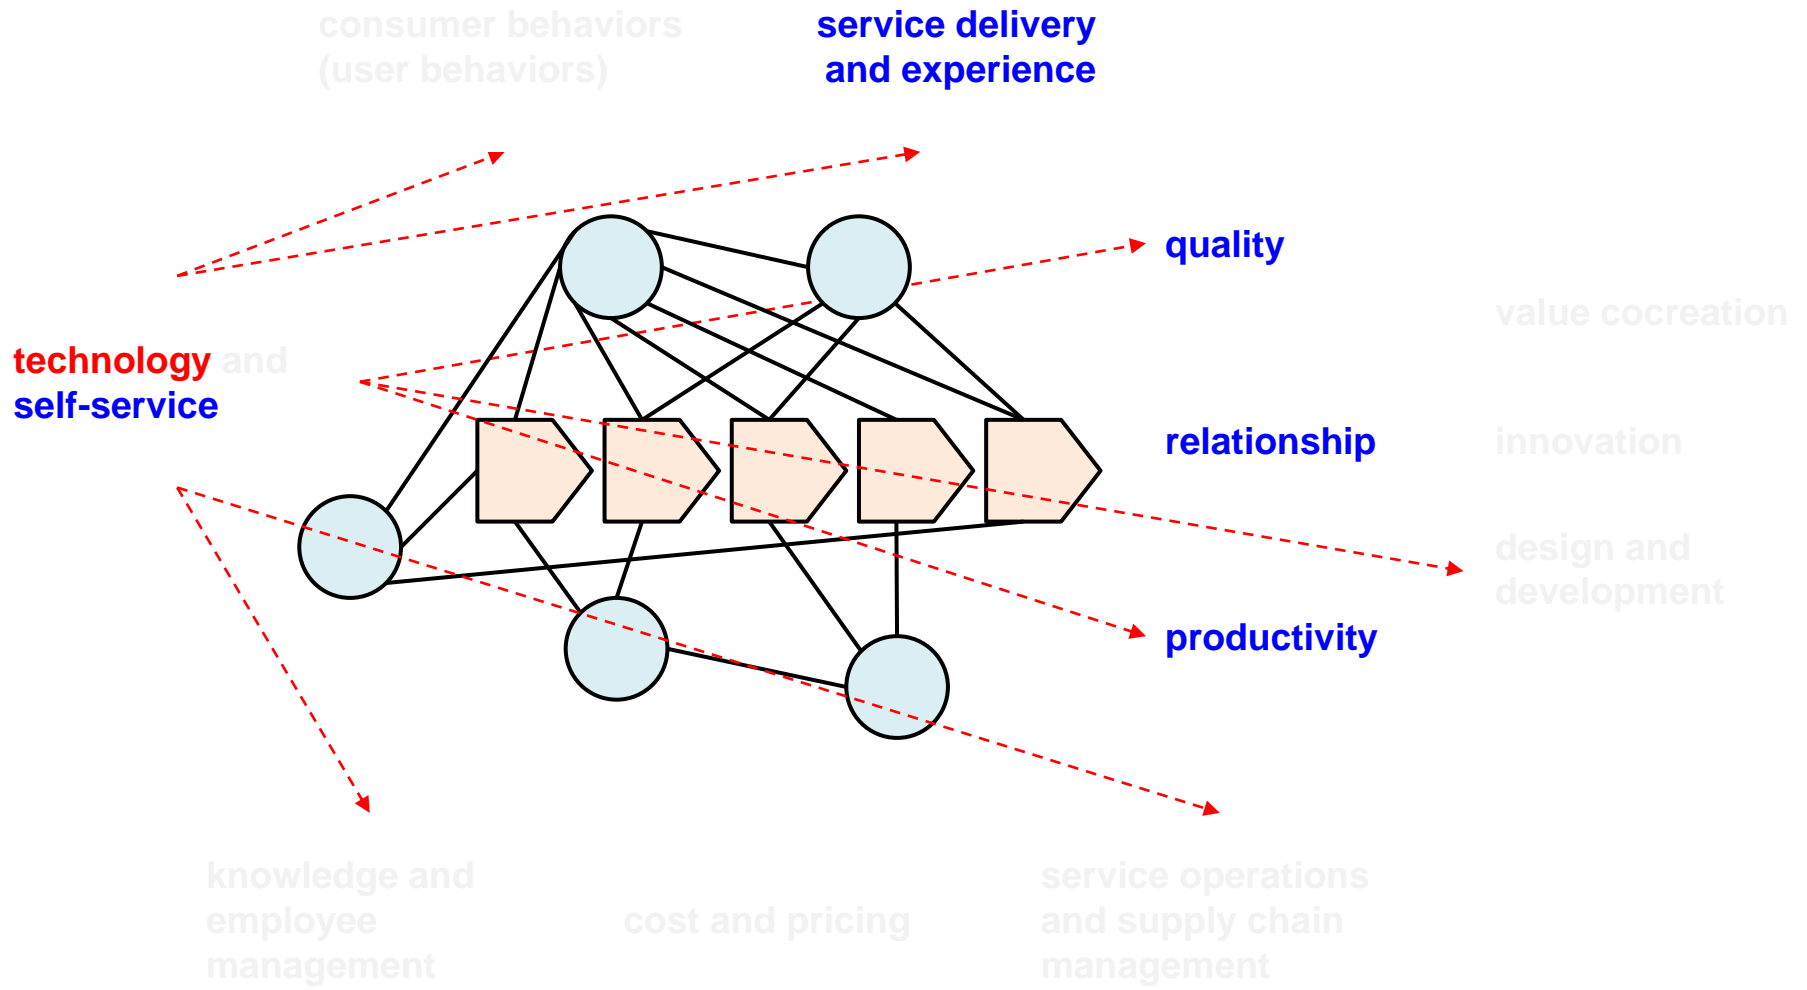 consumer behaviors
(user behaviors)
service delivery
and experience
quality
value cocreation
technology and
self-service
relationship
innovation
design and
development
productivity
knowledge and
employee
management
cost and pricing
service operations
and supply chain
management